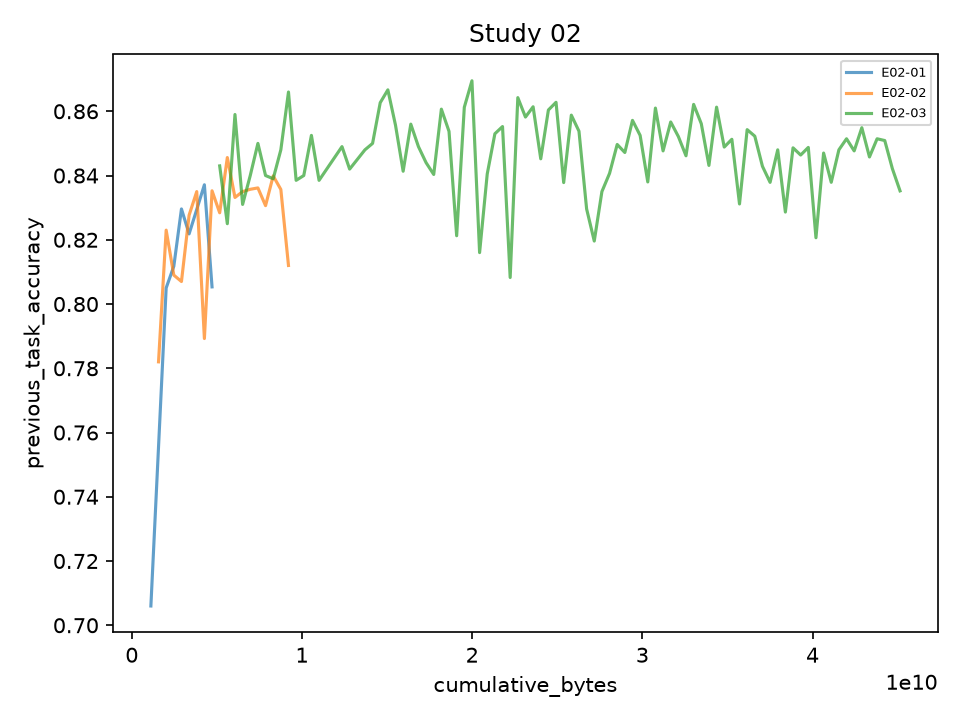 Study 02
E02-01
E02-02
E02-03
previous_task_accuracy
0.86
0.84
0.82
0.80
0.78
0.76
0.74
0.72
0.70
0 1 2 3 4
cumulative_bytes
1e10